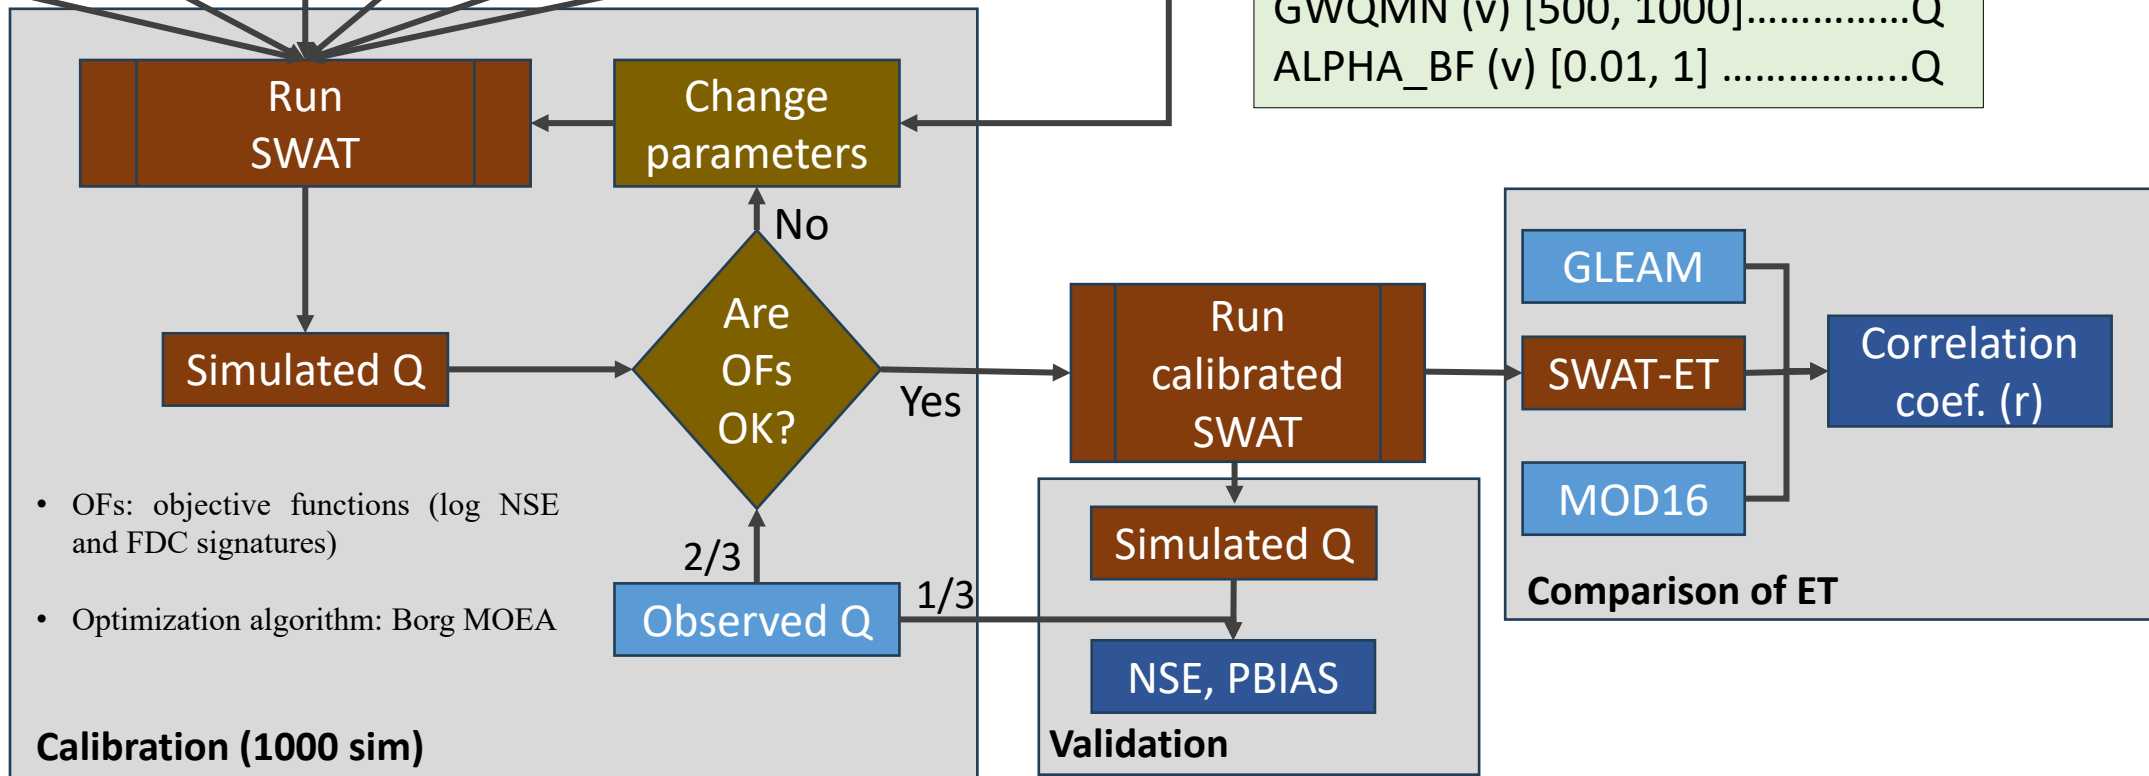 GWQMN (v) [500, 1000]...............Q
ALPHA_BF (v) [0.01, 1] .................Q
Run
SWAT
Change
parameters
No
Simulated Q
Are
OFs
OK?
Yes
Run
calibrated
SWAT
GLEAM
SWAT-ET
MOD16
Correlation
coef. (r)
Comparison of ET
• OFs: objective functions (log NSE
and FDC signatures)
• Optimization algorithm: Borg MOEA
2/3
Observed Q
1/3
Simulated Q
NSE, PBIAS
Validation
Calibration (1000 sim)